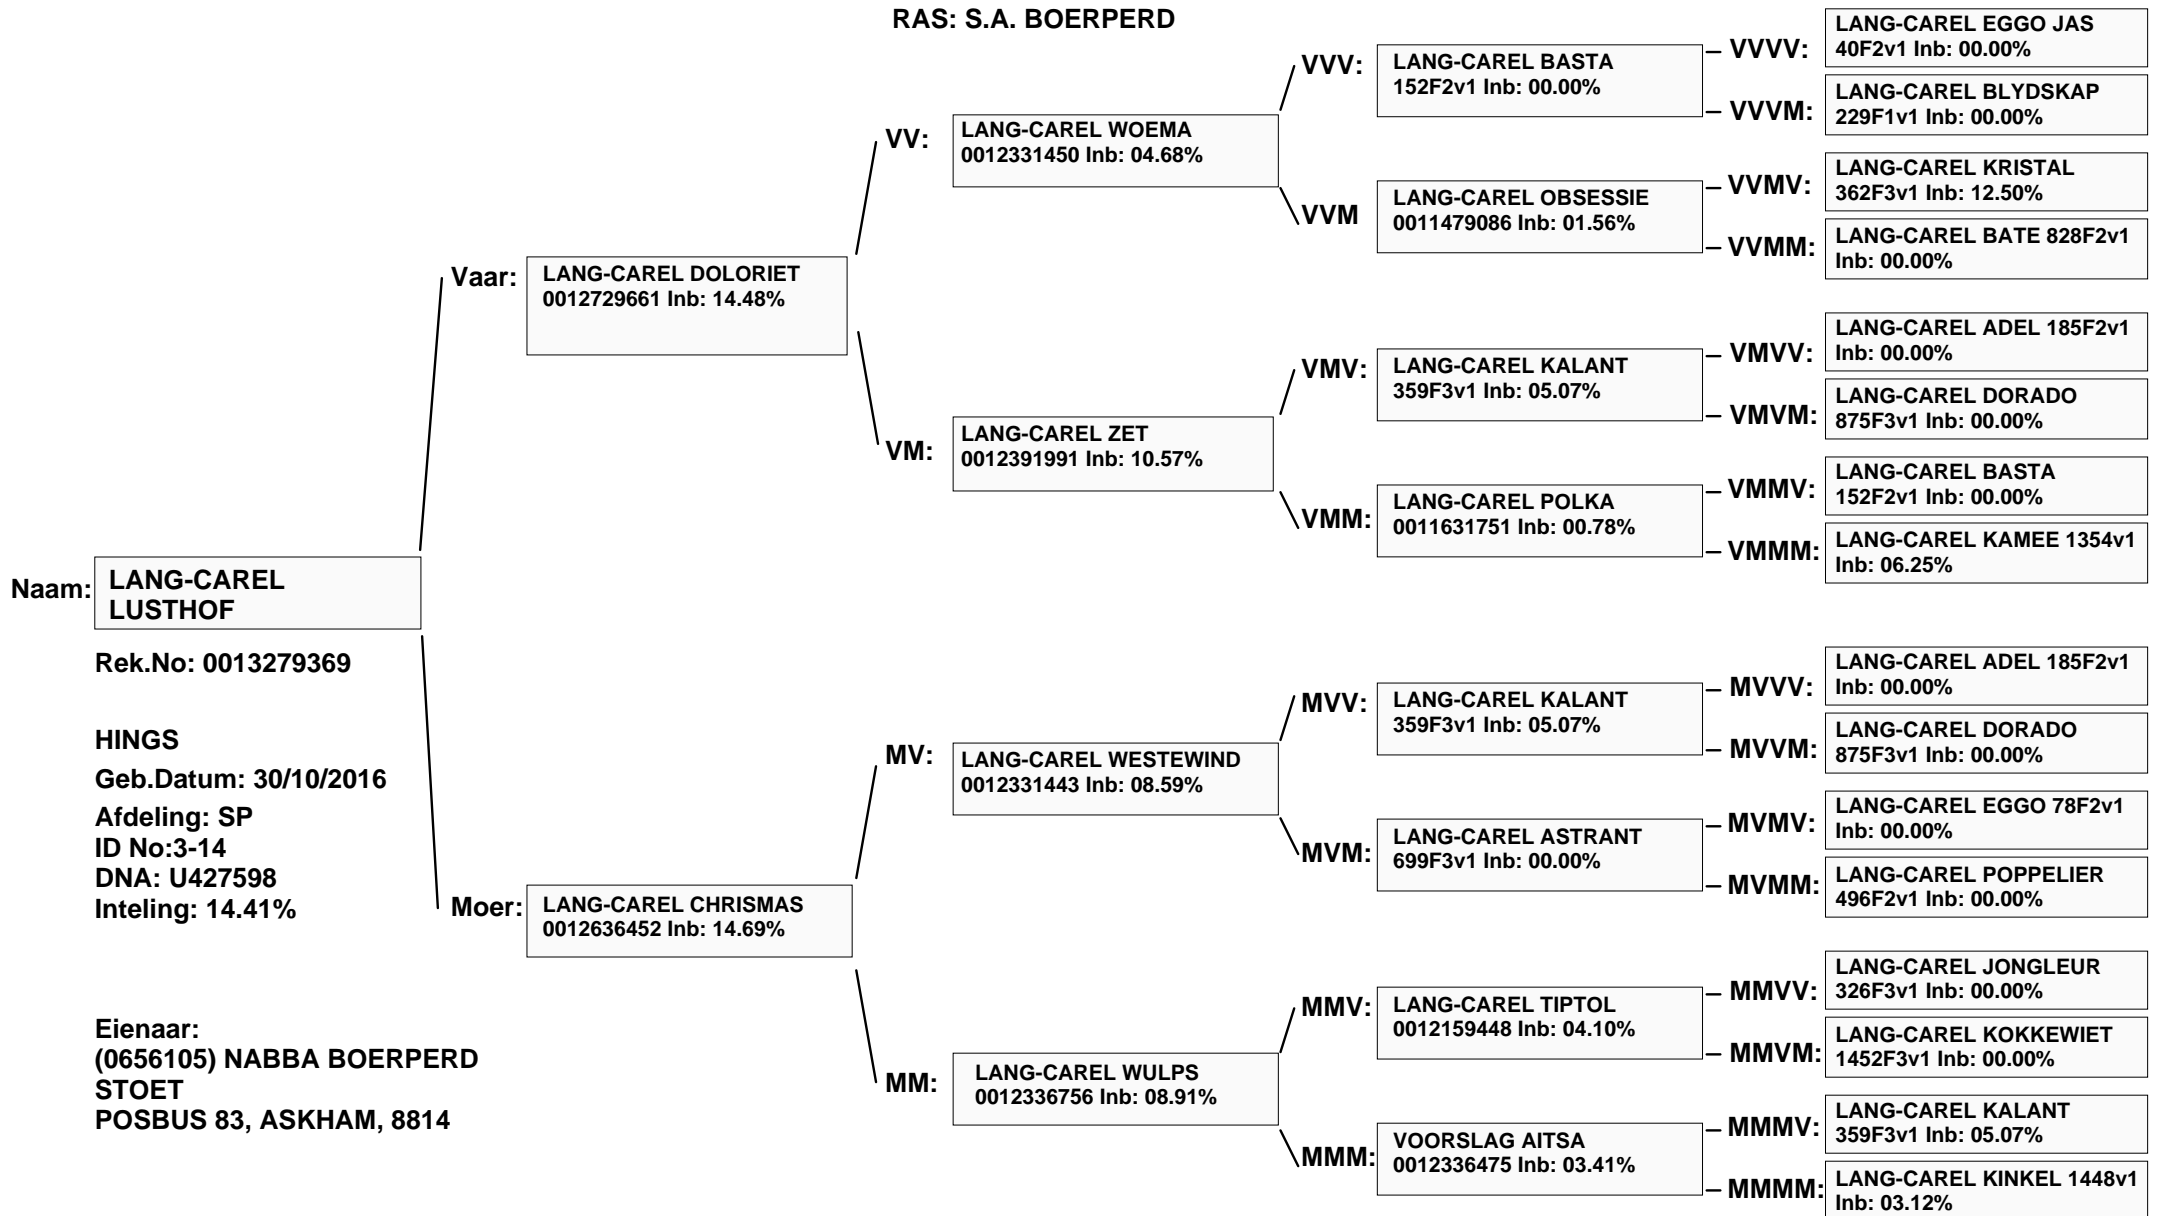 RAS: S.A. BOERPERD
Naam:
LANG-CAREL
LUSTHOF
Rek.No: 0013279369
HINGS
Geb.Datum: 30/10/2016
Afdeling: SP
ID No:3-14
DNA: U427598
Inteling: 14.41%
Eienaar:
(0656105) NABBA BOERPERD
STOET
POSBUS 83, ASKHAM, 8814
Vaar:
LANG-CAREL DOLORIET
0012729661 Inb: 14.48%
Moer:
LANG-CAREL CHRISMAS
0012636452 Inb: 14.69%
VV:
LANG-CAREL WOEMA
0012331450 Inb: 04.68%
VM:
LANG-CAREL ZET
0012391991 Inb: 10.57%
MV:
LANG-CAREL WESTEWIND
0012331443 Inb: 08.59%
MM:
LANG-CAREL WULPS
0012336756 Inb: 08.91%
VVV:
LANG-CAREL BASTA
152F2v1 Inb: 00.00%
VVM
LANG-CAREL OBSESSIE
0011479086 Inb: 01.56%
VMV:
LANG-CAREL KALANT
359F3v1 Inb: 05.07%
VMM:
LANG-CAREL POLKA
0011631751 Inb: 00.78%
MVV:
LANG-CAREL KALANT
359F3v1 Inb: 05.07%
MVM:
LANG-CAREL ASTRANT
699F3v1 Inb: 00.00%
MMV:
LANG-CAREL TIPTOL
0012159448 Inb: 04.10%
MMM:
VOORSLAG AITSA
0012336475 Inb: 03.41%
VVVV:
LANG-CAREL EGGO JAS
40F2v1 Inb: 00.00%
VVVM:
LANG-CAREL BLYDSKAP
229F1v1 Inb: 00.00%
VVMV:
LANG-CAREL KRISTAL
362F3v1 Inb: 12.50%
VVMM:
LANG-CAREL BATE 828F2v1
Inb: 00.00%
VMVV:
LANG-CAREL ADEL 185F2v1
Inb: 00.00%
VMVM:
LANG-CAREL DORADO
875F3v1 Inb: 00.00%
VMMV:
LANG-CAREL BASTA
152F2v1 Inb: 00.00%
VMMM:
LANG-CAREL KAMEE 1354v1
Inb: 06.25%
MVVV:
LANG-CAREL ADEL 185F2v1
Inb: 00.00%
MVVM:
LANG-CAREL DORADO
875F3v1 Inb: 00.00%
MVMV:
LANG-CAREL EGGO 78F2v1
Inb: 00.00%
MVMM:
LANG-CAREL POPPELIER
496F2v1 Inb: 00.00%
MMVV:
LANG-CAREL JONGLEUR
326F3v1 Inb: 00.00%
MMVM:
LANG-CAREL KOKKEWIET
1452F3v1 Inb: 00.00%
MMMV:
LANG-CAREL KALANT
359F3v1 Inb: 05.07%
MMMM:
LANG-CAREL KINKEL 1448v1
Inb: 03.12%